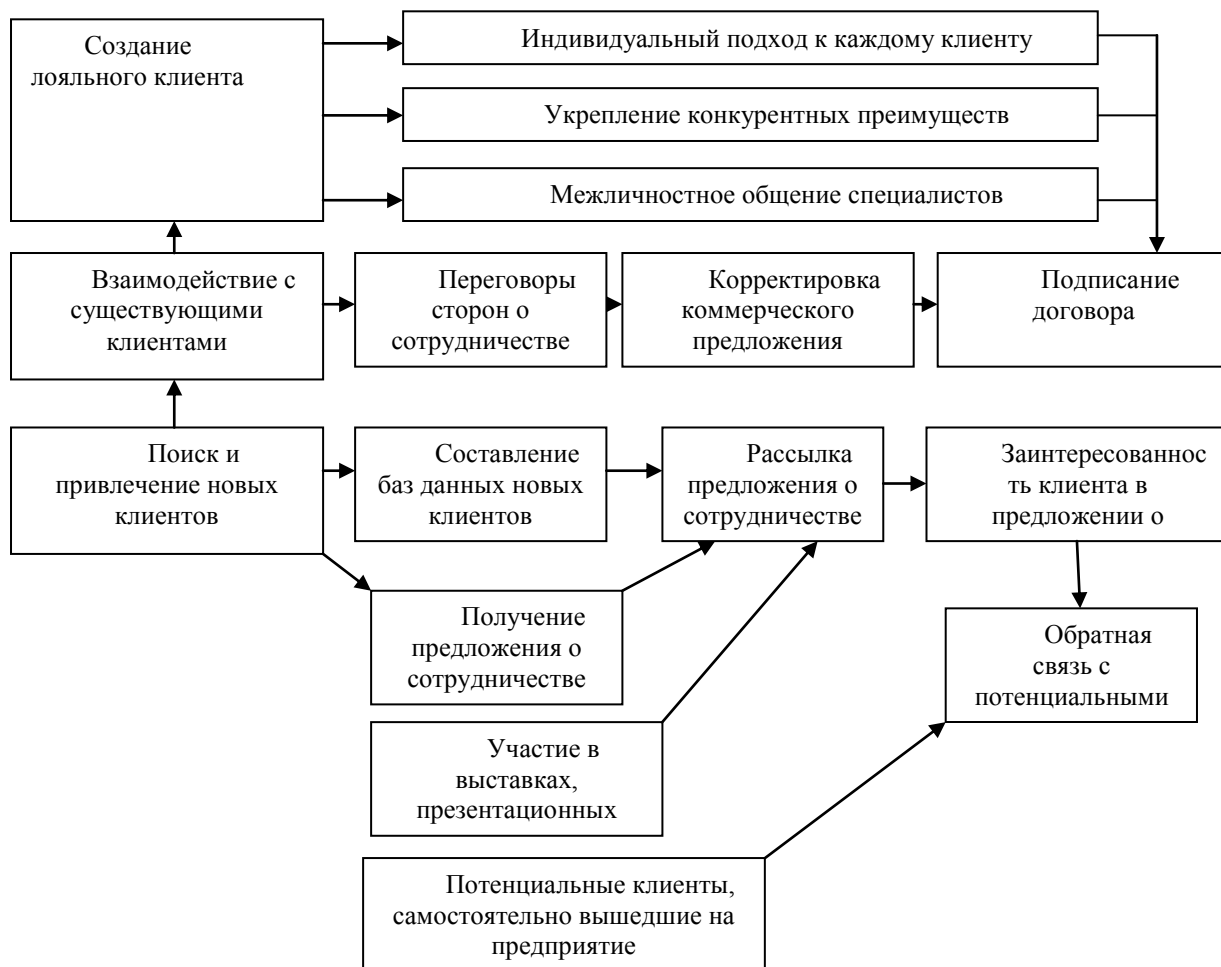 Создание
лояльного клиента
Индивидуальный подход к каждому клиенту
Укрепление конкурентных преимуществ
Межличностное общение специалистов
Взаимодействие с
существующими
клиентами
Переговоры
сторон о
сотрудничестве
Корректировка
коммерческого
предложения
Подписание
договора
Поиск и
привлечение новых
клиентов
Составление
баз данных новых
клиентов
Рассылка
предложения о
сотрудничестве
Заинтересованнос
ть клиента в
предложении о
Получение
предложения о
сотрудничестве
Обратная
связь с
потенциальными
Участие в
выставках,
презентационных
Потенциальные клиенты,
самостоятельно вышедшие на
предприятие